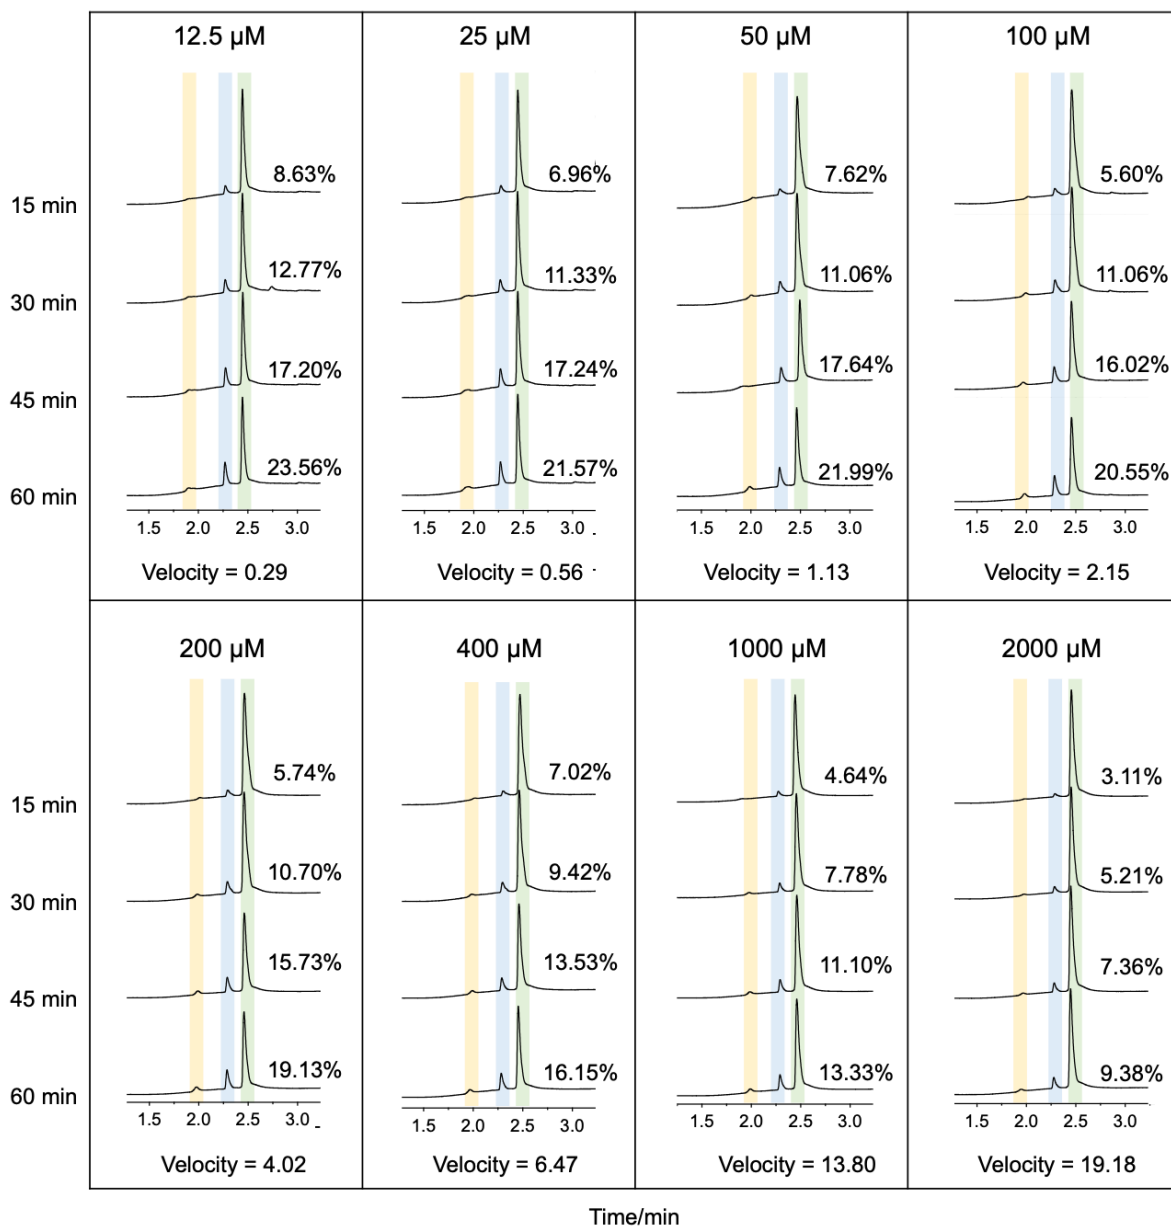 12.5 µM 25 µM 50 µM 100 µM
15 min 8.63% 6.96% 7.62% 5.60%
30 min 12.77% 11.33% 11.06% 11.06%
45 min 17.20% 17.24% 17.64% 16.02%
60 min 23.56% 21.57% 21.99% 20.55%
1.5 2.0 2.5 3.0 1.5 2.0 2.5 3.0 1.5 2.0 2.5 3.0 1.5 2.0 2.5 3.0
Velocity = 0.29 Velocity = 0.56 Velocity = 1.13 Velocity = 2.15
200 µM 400 µM 1000 µM 2000 µM
15 min 5.74% 7.02% 4.64% 3.11%
30 min 10.70% 9.42% 7.78% 5.21%
45 min 15.73% 13.53% 11.10% 7.36%
60 min 19.13% 16.15% 13.33% 9.38%
1.5 2.0 2.5 3.0 1.5 2.0 2.5 3.0 1.5 2.0 2.5 3.0 1.5 2.0 2.5 3.0
Velocity = 4.02 Velocity = 6.47 Velocity = 13.80 Velocity = 19.18
Time/min